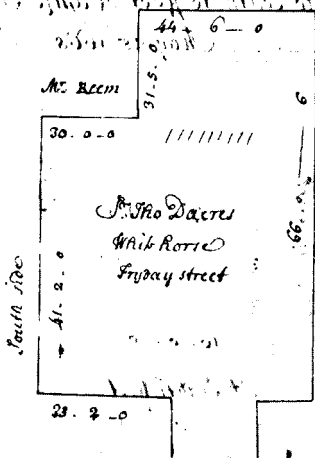 44 - 6 - 0
Mr. Beem
31 - 5 - 0
30 - 0 - 0
6
Sr. Tho Dacres
Whit Horse
Fryday street
66 - 0
South side
41 - 2 - 0
23 - 2 - 0